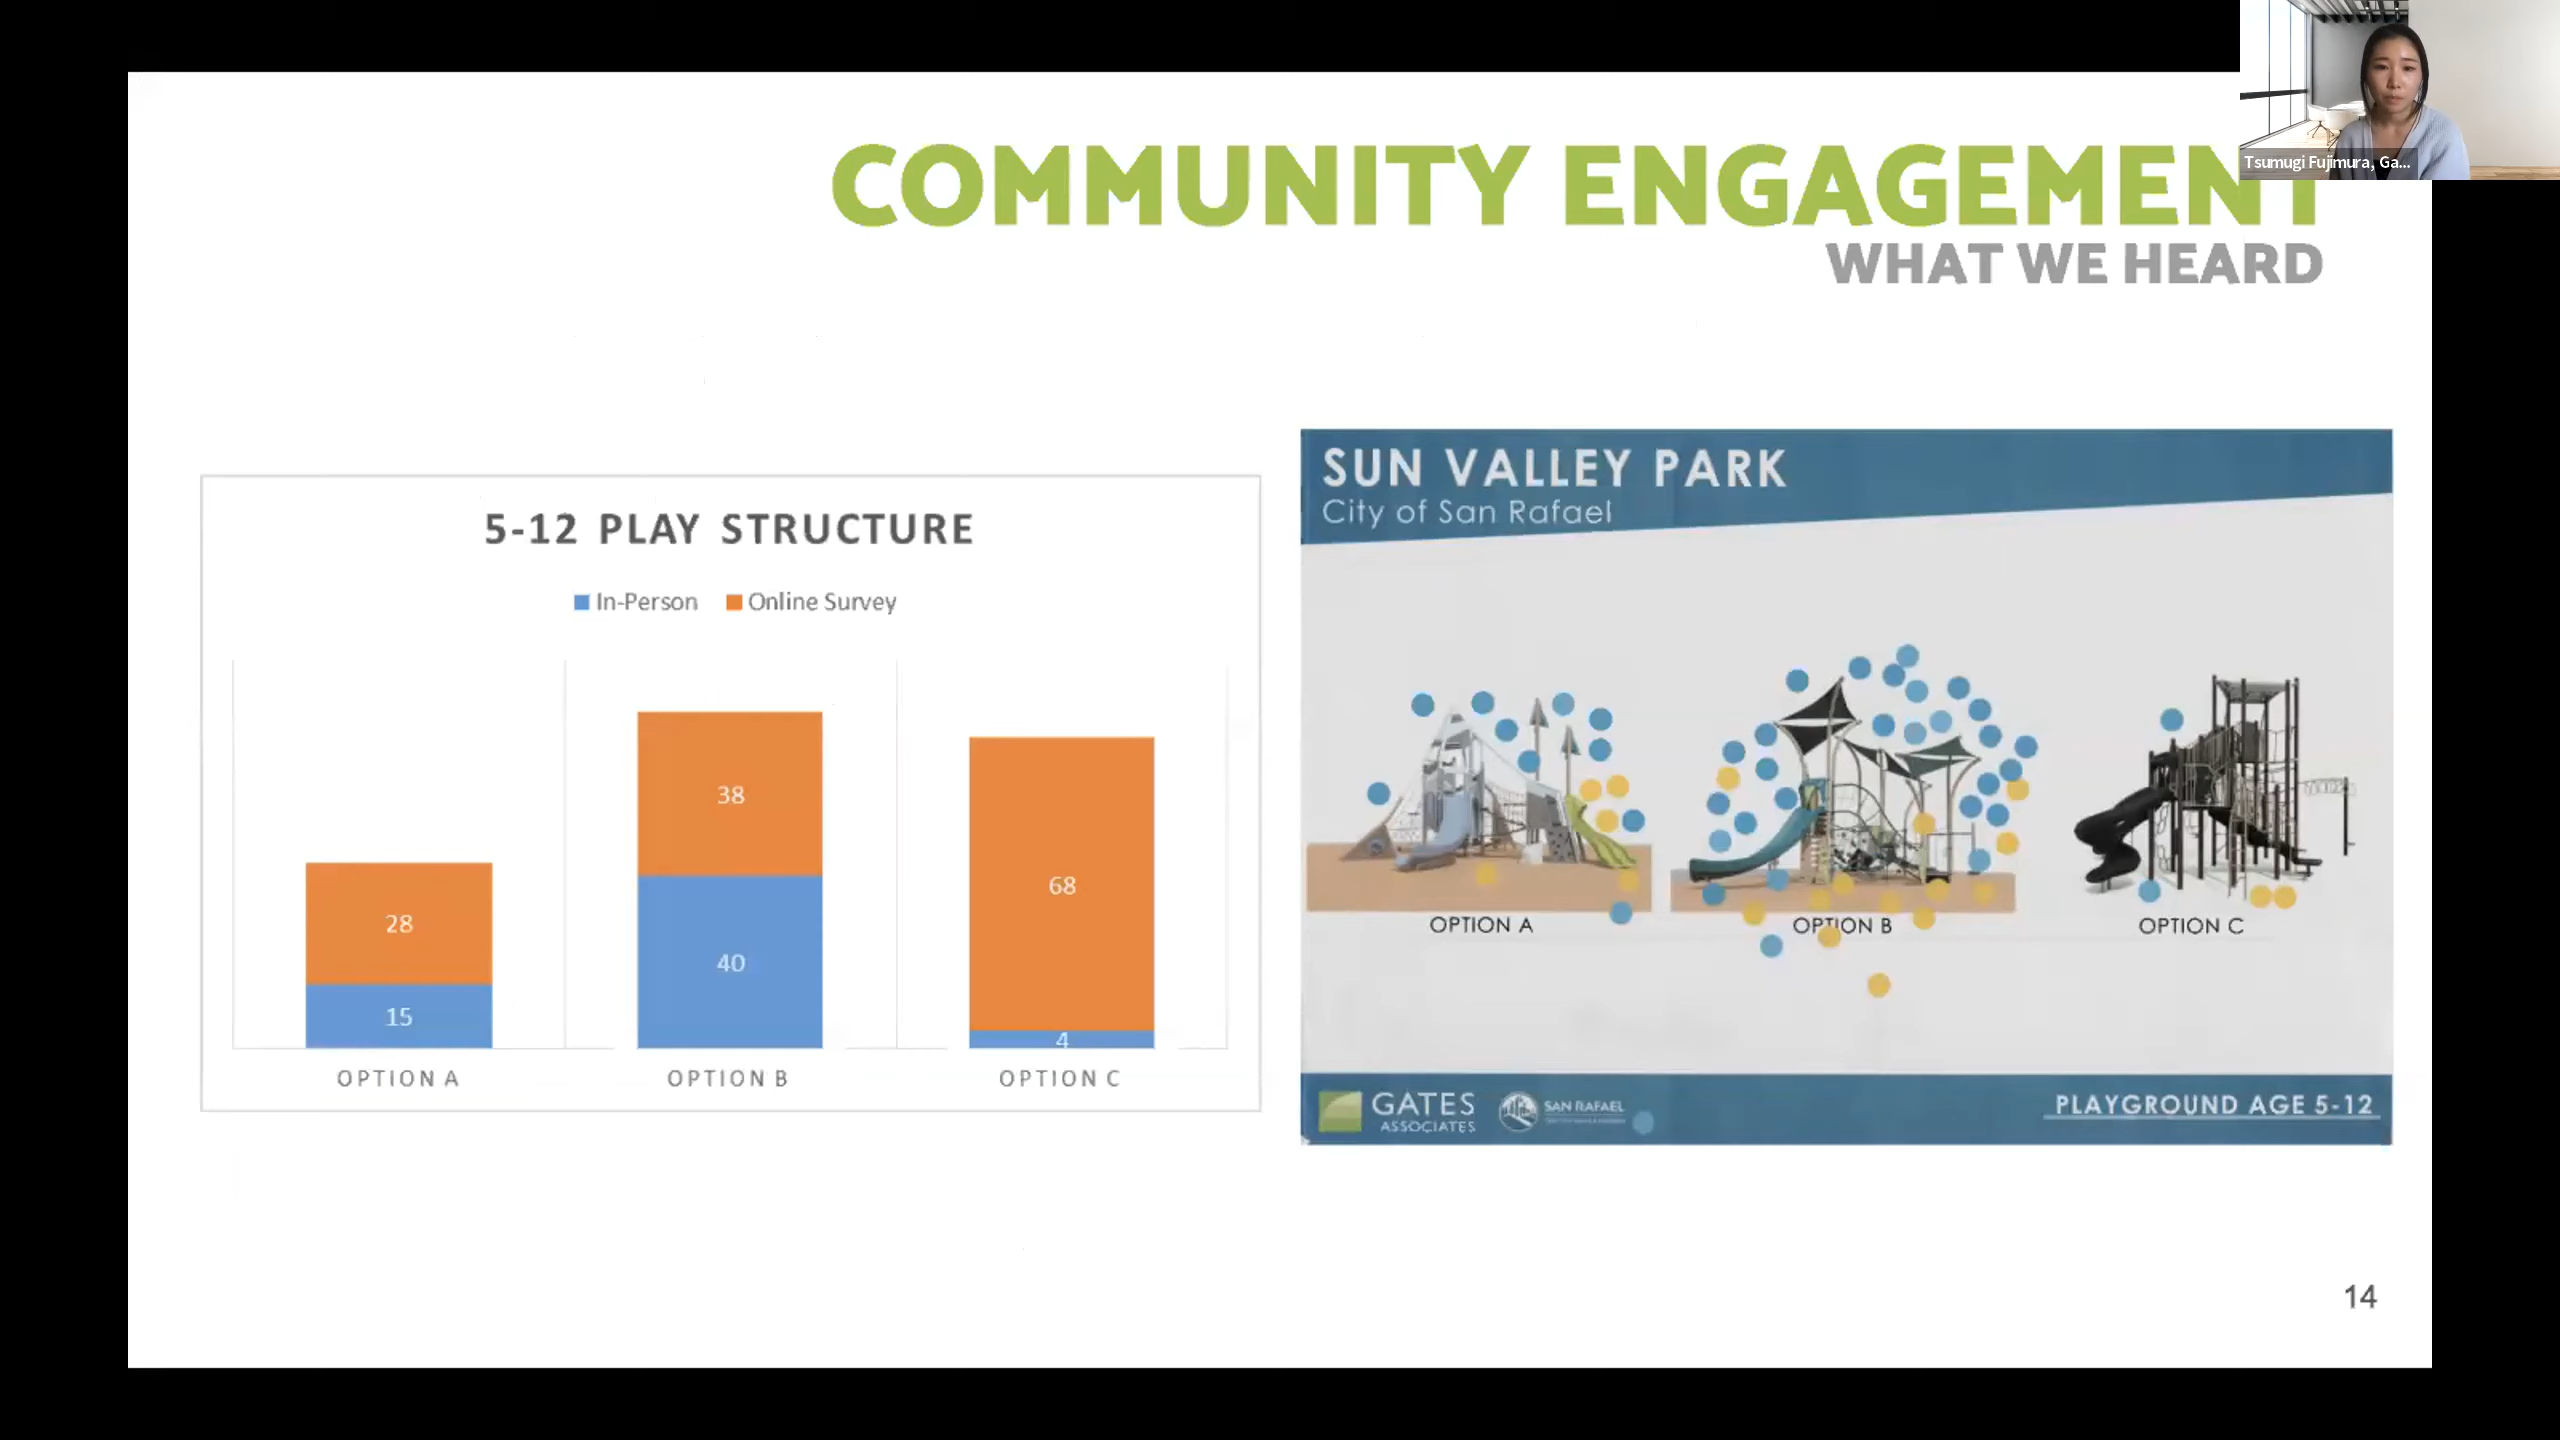 Tsumugi Fujimura, Ga...
COMMUNITY ENGAGEMENT
WHAT WE HEARD
5-12 PLAY STRUCTURE
In-Person Online Survey
28
15
OPTION A
38
40
OPTION B
68
4
OPTION C
SUN VALLEY PARK
City of San Rafael
OPTION A
OPTION B
OPTION C
GATES
ASSOCIATES
SAN RAFAEL
PLAYGROUND AGE 5-12
14